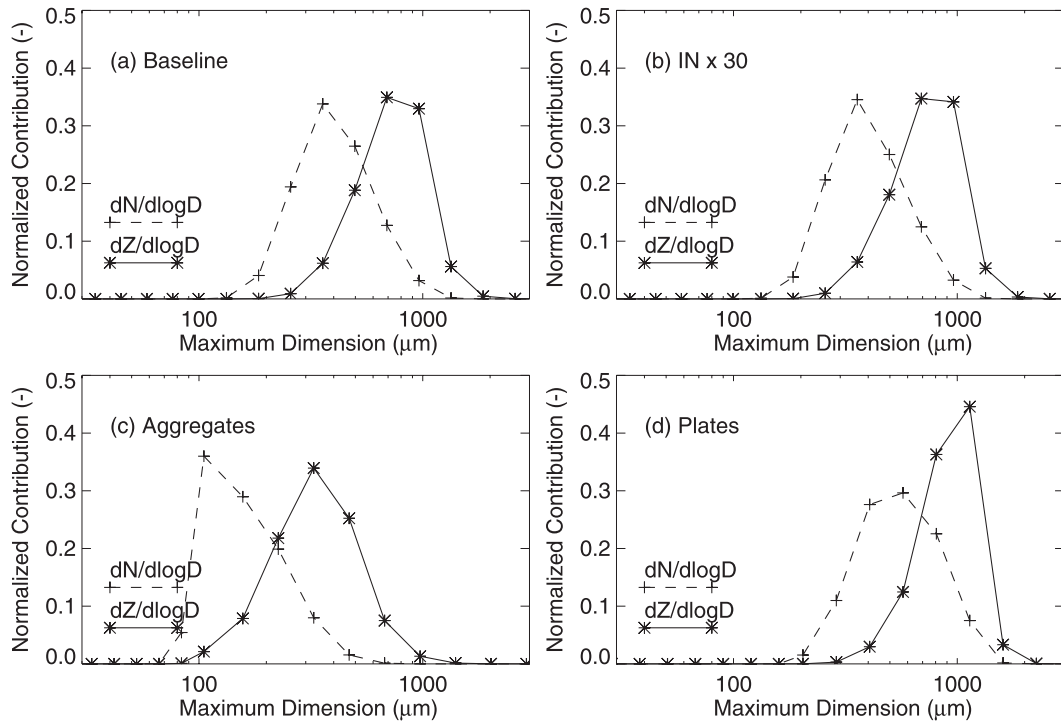 0.5
0.4
0.3
0.2
0.1
0.0
Normalized Contribution (-)
(a) Baseline
dN/dlogD
dZ/dlogD
100
1000
Maximum Dimension (μm)
0.5
0.4
0.3
0.2
0.1
0.0
Normalized Contribution (-)
(b) IN x 30
dN/dlogD
dZ/dlogD
100
1000
Maximum Dimension (μm)
0.5
0.4
0.3
0.2
0.1
0.0
Normalized Contribution (-)
(c) Aggregates
dN/dlogD
dZ/dlogD
100
1000
Maximum Dimension (μm)
0.5
0.4
0.3
0.2
0.1
0.0
Normalized Contribution (-)
(d) Plates
dN/dlogD
dZ/dlogD
100
1000
Maximum Dimension (μm)